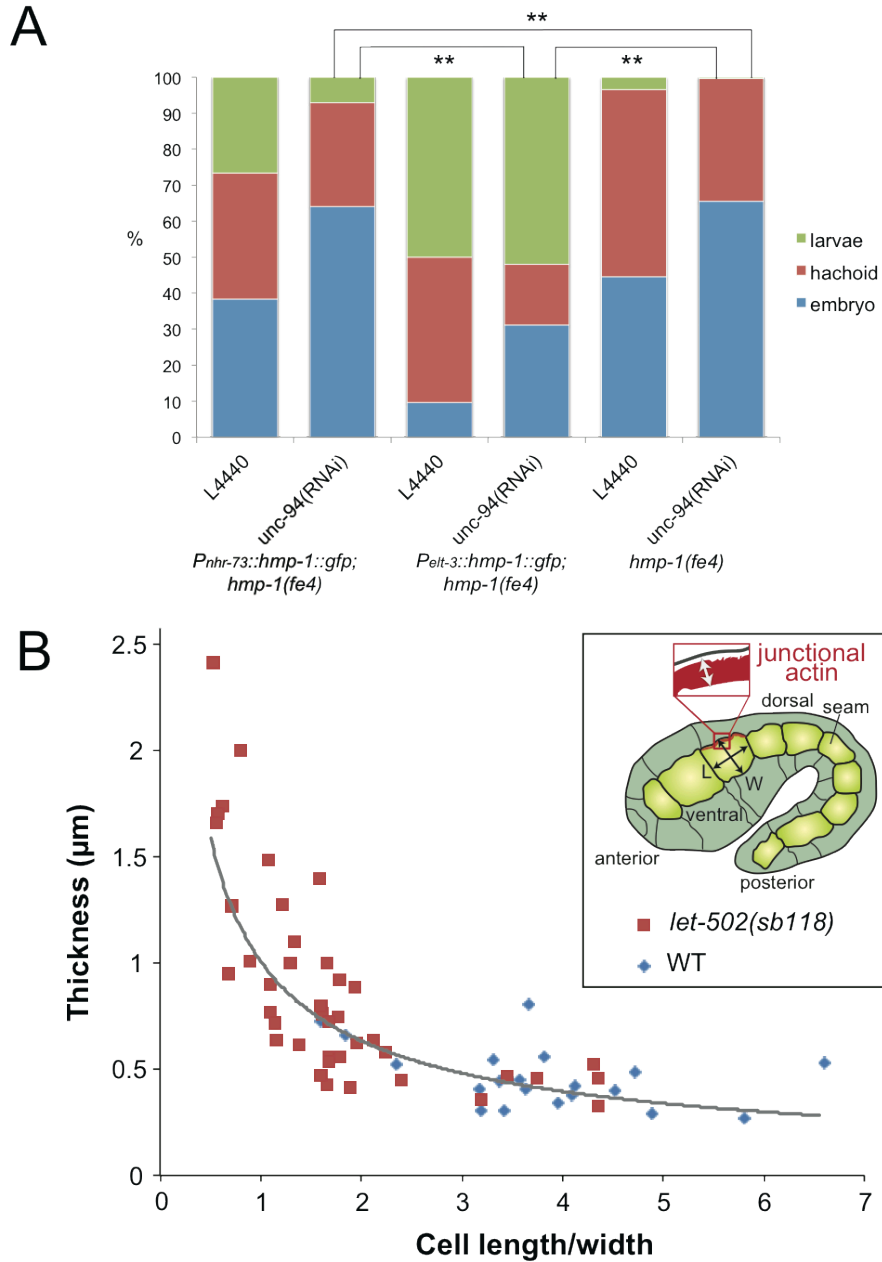 A
**
**
**
100
90
80
70
60
50
40
30
20
10
0
%
larvae
hachoid
embryo
L4440
unc-94(RNAi)
L4440
unc-94(RNAi)
L4440
unc-94(RNAi)
Pnhr-73::hmp-1::gfp;
hmp-1(fe4)
Pelt-3::hmp-1::gfp;
hmp-1(fe4)
hmp-1(fe4)
B
2.5
2
1.5
1
0.5
0
Thickness (µm)
0 1 2 3 4 5 6 7
Cell length/width
junctional
actin
dorsal
seam
L
W
ventral
anterior
posterior
let-502(sb118)
WT